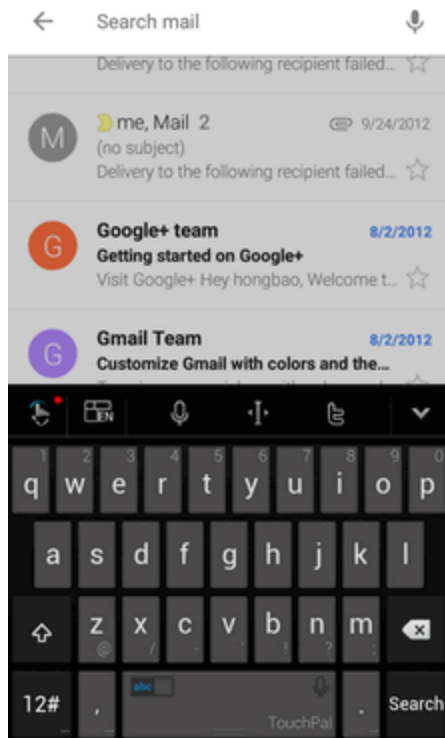 Search mail
Delivery to the following recipient failed...
M
me, Mail 2
9/24/2012
(no subject)
Delivery to the following recipient failed...
G
Google+ team
8/2/2012
Getting started on Google+
Visit Google+ Hey hongbao, Welcome t...
G
Gmail Team
8/2/2012
Customize Gmail with colors and the...
EN
1 2 3 4 5 6 7 8 9 0
q w e r t y u i o p
a s d f g h j k l
z x c v b n m
@ / - ' ! ? ;
12# , abc . Search
TouchPal